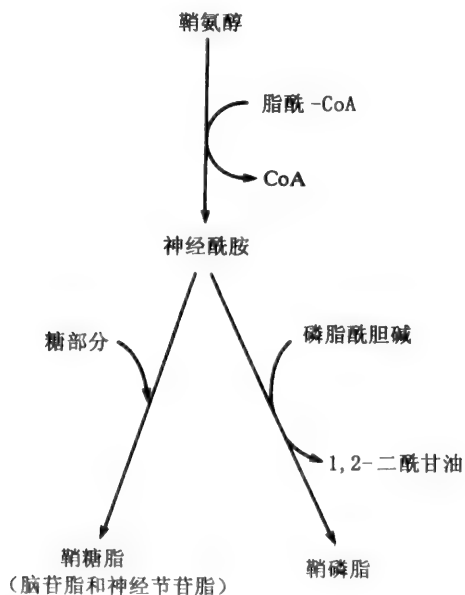 鞘氨醇
脂酰-CoA
CoA
神经酰胺
糖部分
磷脂酰胆碱
1,2-二酰甘油
鞘糖脂
(脑苷脂和神经节苷脂)
鞘磷脂